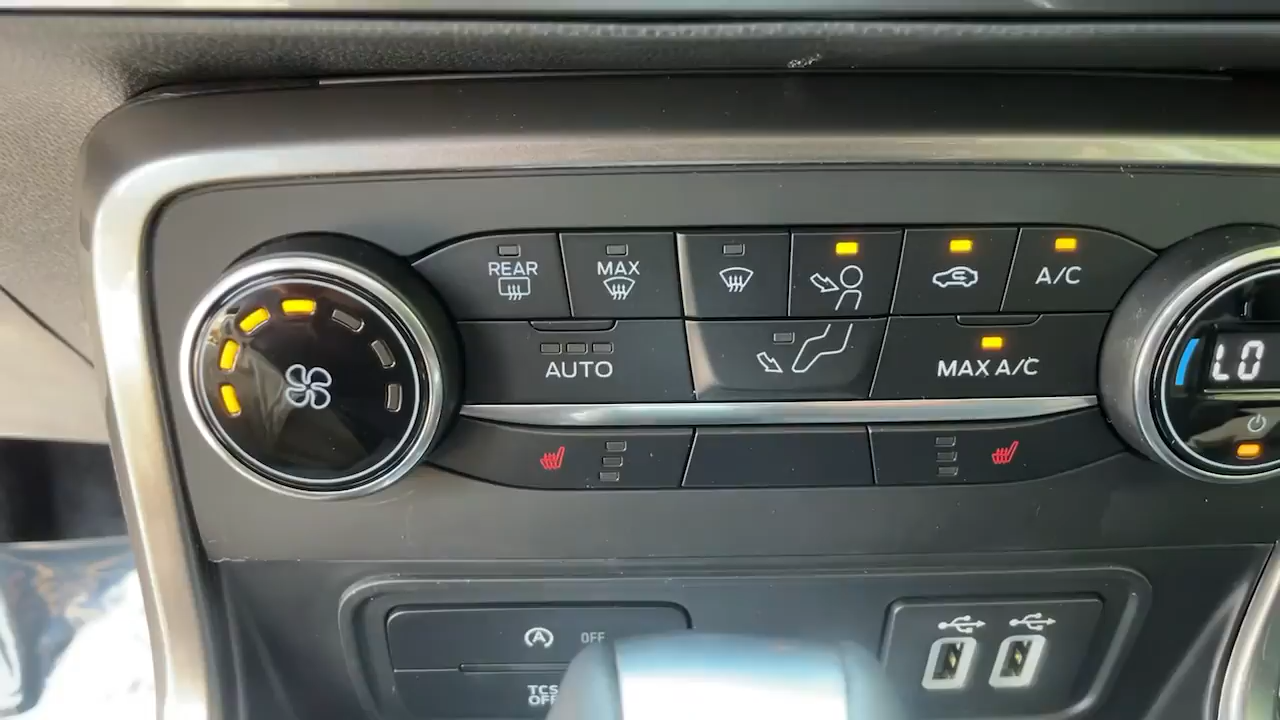 REAR
MAX
A/C
AUTO
MAX A/C
LO
A OFF
TCS
OFF